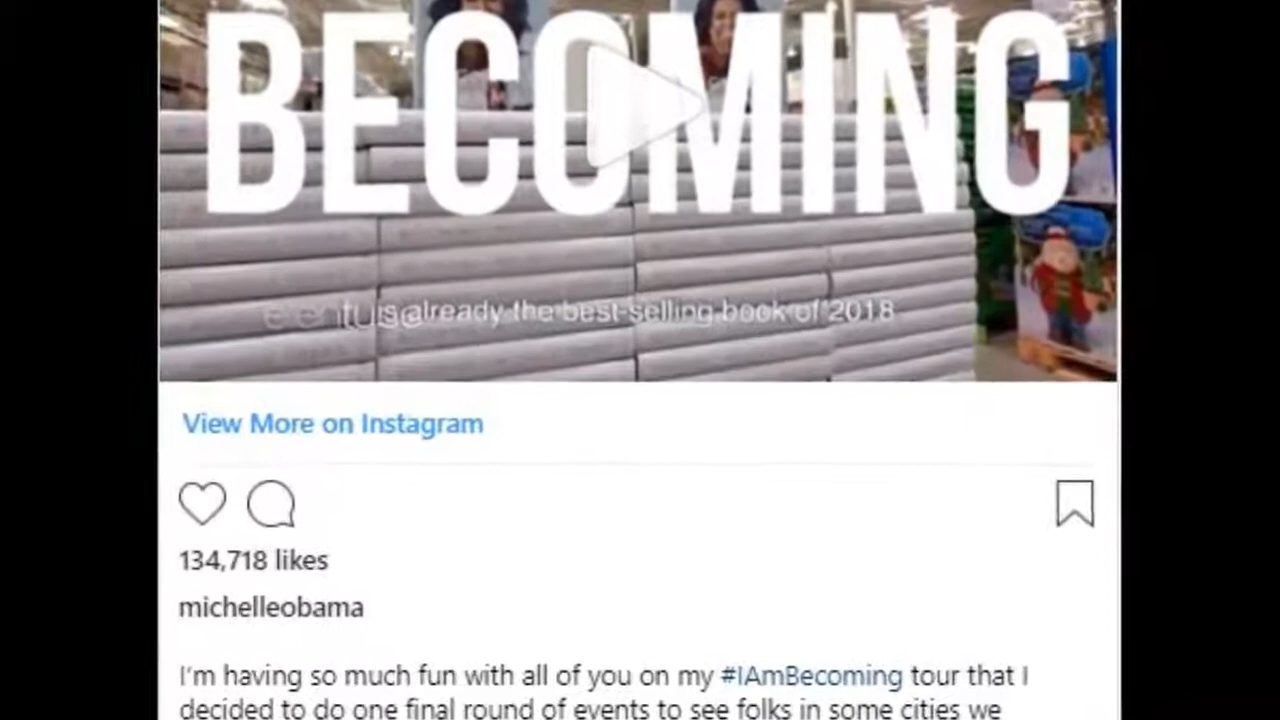 BECOMING
already the best-selling book of 2018
View More on Instagram
134,718 likes
michelleobama
I'm having so much fun with all of you on my #IAmBecoming tour that I
decided to do one final round of events to see folks in some cities we